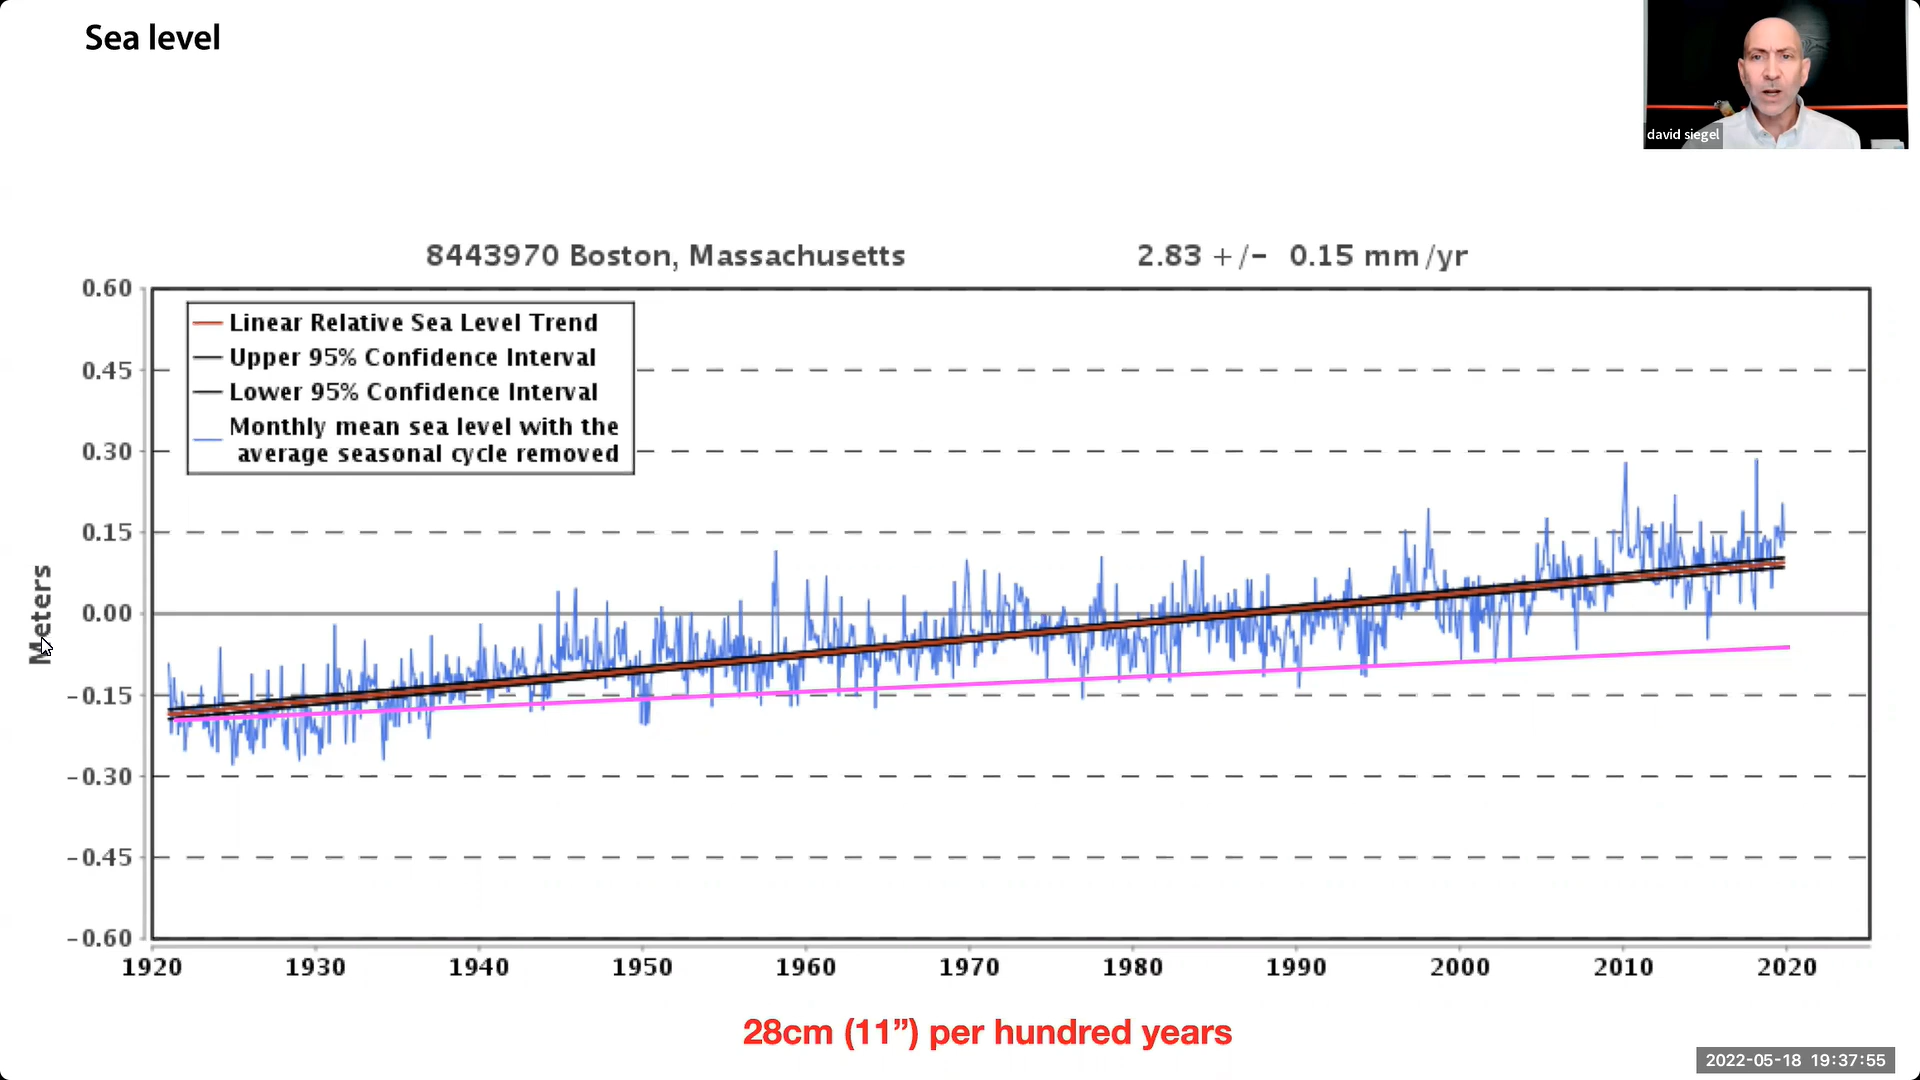 Sea level
david siegel
8443970 Boston, Massachusetts 2.83 +/- 0.15 mm/yr
0.60
Linear Relative Sea Level Trend
Upper 95% Confidence Interval
0.45
Lower 95% Confidence Interval
Monthly mean sea level with the
average seasonal cycle removed
0.30
0.15
Meters
0.00
-0.15
-0.30
-0.45
-0.60
1920 1930 1940 1950 1960 1970 1980 1990 2000 2010 2020
28cm (11”) per hundred years
2022-05-18 19:37:55